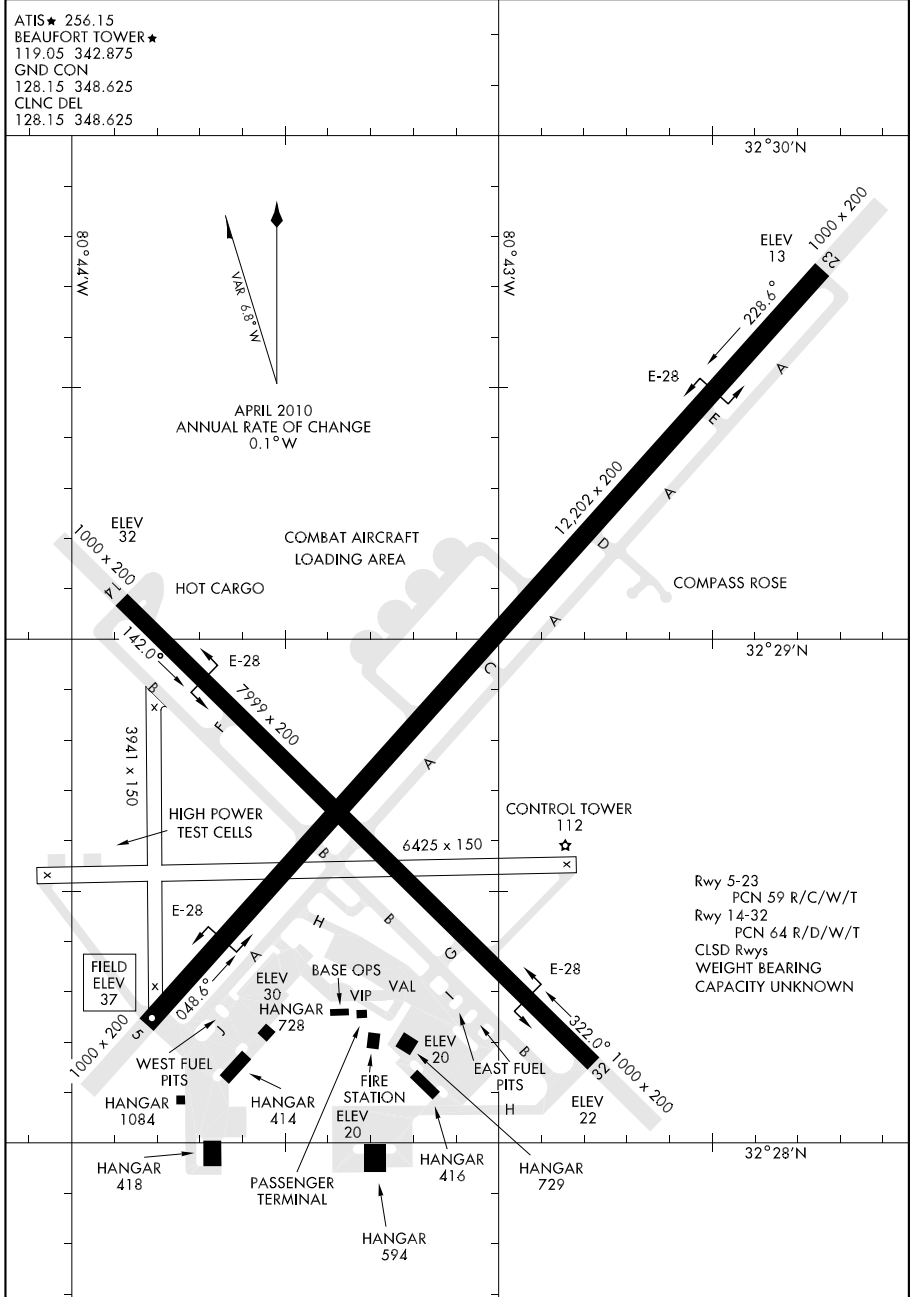 ATIS★ 256.15
BEAUFORT TOWER★
119.05 342.875
GND CON
128.15 348.625
CLNC DEL
128.15 348.625
32°30'N
80°44'W
80°43'W
VAR 6.8° W
APRIL 2010
ANNUAL RATE OF CHANGE
0.1° W
ELEV
13
1000 x 200
23
228.6°
E-28
A
E
12,202 x 200
A
D
ELEV
32
1000 x 200
14
COMBAT AIRCRAFT
LOADING AREA
HOT CARGO
COMPASS ROSE
A
32°29'N
142.0°
E-28
C
B
F
7999 x 200
x
3941 x 150
A
HIGH POWER
TEST CELLS
CONTROL TOWER
112
B
6425 x 150
x
x
Rwy 5-23
PCN 59 R/C/W/T
Rwy 14-32
PCN 64 R/D/W/T
CLSD Rwys
WEIGHT BEARING
CAPACITY UNKNOWN
E-28
H
B
G
A
E-28
FIELD
ELEV
37
x
048.6°
ELEV
30
BASE OPS
VIP
VAL
I
HANGAR
728
5
1000 x 200
J
322.0°
32
1000 x 200
B
WEST FUEL
PITS
ELEV
20
EAST FUEL
PITS
FIRE
STATION
HANGAR
1084
HANGAR
414
ELEV
20
H
ELEV
22
32°28'N
HANGAR
418
PASSENGER
TERMINAL
HANGAR
416
HANGAR
729
HANGAR
594